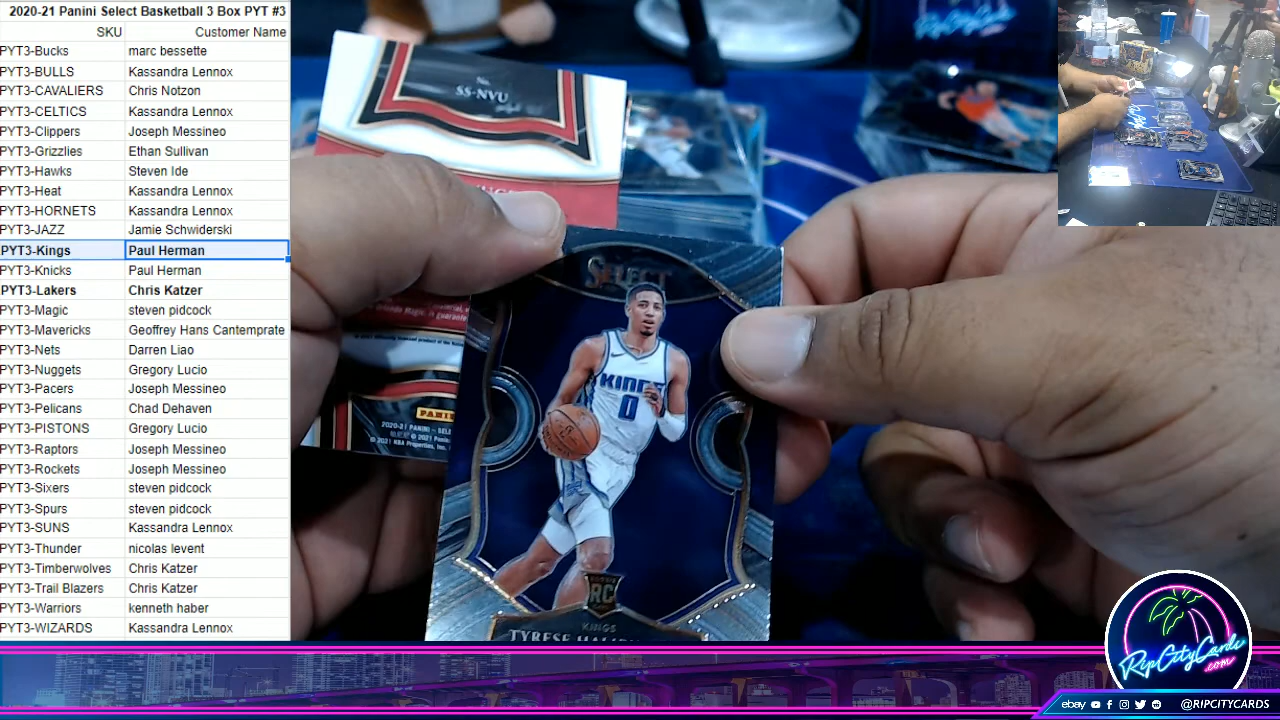 2020-21 Panini Select Basketball 3 Box PYT #3
SKU Customer Name
PYT3-Bucks marc bessette
PYT3-BULLS Kassandra Lennox
PYT3-CAVALIERS Chris Notzon
PYT3-CELTICS Kassandra Lennox
PYT3-Clippers Joseph Messineo
PYT3-Grizzlies Ethan Sullivan
PYT3-Hawks Steven Ide
PYT3-Heat Kassandra Lennox
PYT3-HORNETS Kassandra Lennox
PYT3-JAZZ Jamie Schwiderski
PYT3-Kings Paul Herman
PYT3-Knicks Paul Herman
PYT3-Lakers Chris Katzer
PYT3-Magic steven pidcock
PYT3-Mavericks Geoffrey Hans Cantemprate
PYT3-Nets Darren Liao
PYT3-Nuggets Gregory Lucio
PYT3-Pacers Joseph Messineo
PYT3-Pelicans Chad Dehaven
PYT3-PISTONS Gregory Lucio
PYT3-Raptors Joseph Messineo
PYT3-Rockets Joseph Messineo
PYT3-Sixers steven pidcock
PYT3-Spurs steven pidcock
PYT3-SUNS Kassandra Lennox
PYT3-Thunder nicolas levent
PYT3-Timberwolves Chris Katzer
PYT3-Trail Blazers Chris Katzer
PYT3-Warriors kenneth haber
PYT3-WIZARDS Kassandra Lennox
No.
SS-NVU
SELECT
KINGS
0
RC
KINGS
TYRESE
PANINI
RipCityCards
.com
ebay @RIPCITYCARDS